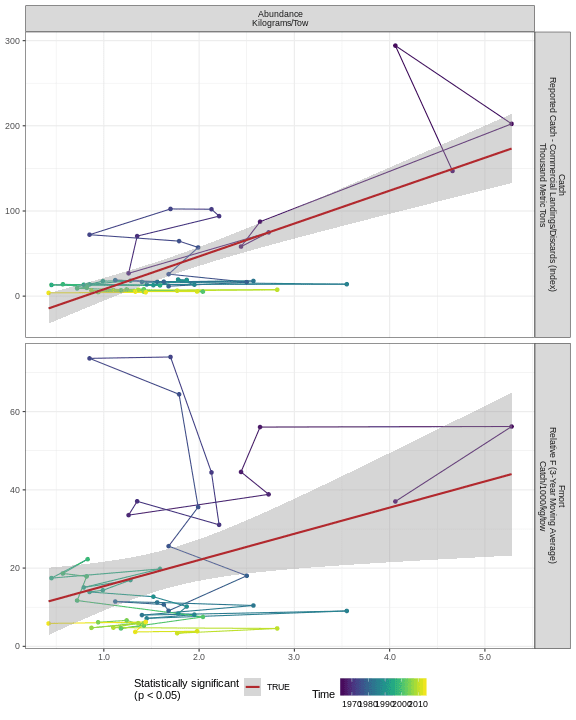 Abundance
Kilograms/Tow
300
200
100
0
Catch
Reported Catch - Commercial Landings/Discards (Index)
Thousand Metric Tons
60
40
20
0
Fmort
Relative F (3-Year Moving Average)
Catch/1000/kg/tow
1.0
2.0
3.0
4.0
5.0
Statistically significant
(p < 0.05)
TRUE
Time
1970
1980
1990
2000
2010